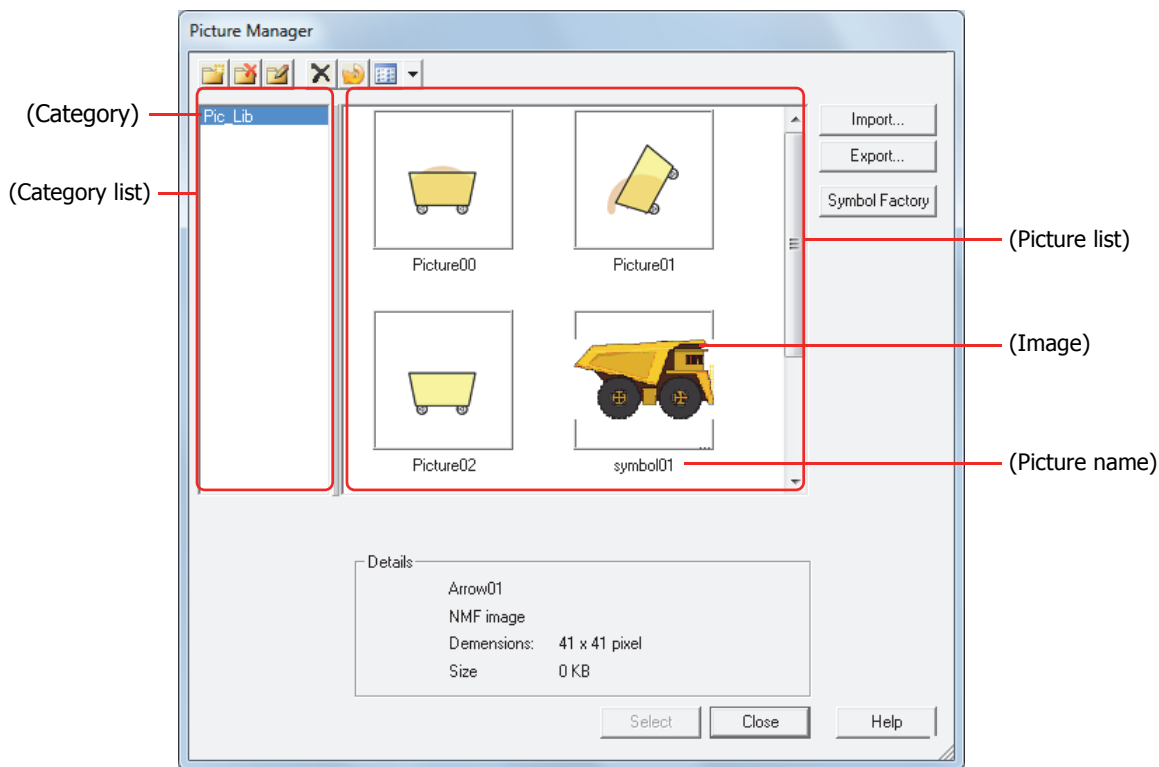 Picture Manager
(Category)
Pic_Lib
Import...
Export...
(Category list)
Symbol Factory
(Picture list)
Picture00
Picture01
(Image)
...
Picture02
symbol01
(Picture name)
Details
Arrow01
NMF image
Demensions: 41 x 41 pixel
Size 0 KB
Select
Close
Help